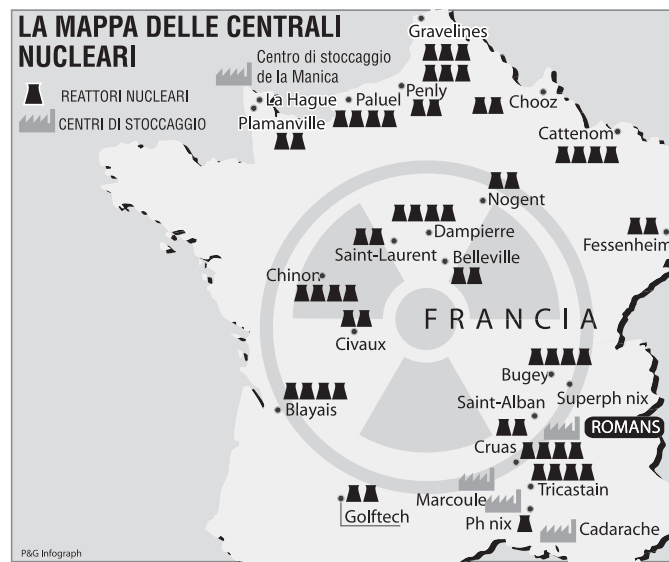 LA MAPPA DELLE CENTRALI
NUCLEARI
REATTORI NUCLEARI
CENTRI DI STOCCAGGIO
Centro di stoccaggio
de la Manica
Gravelines
La Hague
Paluel
Penly
Chooz
Plamanville
Cattenom
Nogent
Dampierre
Fessenheim
Saint-Laurent
Belleville
Chinon
FRANCIA
Civaux
Bugey
Superph nix
Blayais
Saint-Alban
ROMANS
Cruas
Tricastain
Marcoule
Golftech
Ph nix
Cadarache
P&G Infograph